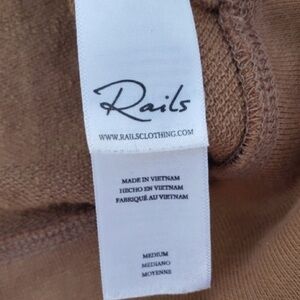 Rails
WWW.RAILSCLOTHING.COM
MADE IN VIETNAM
HECHO EN VIETNAM
FABRIQUÉ AU VIETNAM
MEDIUM
MEDIANO
MOYENNE